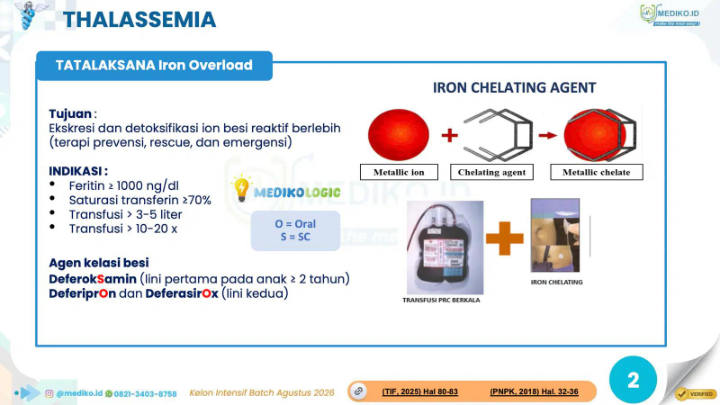 THALASSEMIA
MEDIKO.ID
TATALAKSANA Iron Overload
Tujuan :
Ekskresi dan detoksifikasi ion besi reaktif berlebih
(terapi prevensi, rescue, dan emergensi)
INDIKASI :
• Feritin ≥ 1000 ng/dl
• Saturasi transferin ≥70%
• Transfusi > 3-5 liter
• Transfusi > 10-20 x
MEDIKOLOGIC
O = Oral
S = SC
Agen kelasi besi
DeferokSamin (lini pertama pada anak ≥ 2 tahun)
DeferiprOn dan DeferasirOx (lini kedua)
IRON CHELATING AGENT
Metallic ion
Chelating agent
Metallic chelate
MEDIKO.ID
TRANSFUSI PRC BERKALA
IRON CHELATING
@mediko.id 0821-3403-8758
Kelon Intensif Batch Agustus 2026
(TIF, 2025) Hal 80-83
(PNPK, 2018) Hal. 32-36
2
VERIFIED